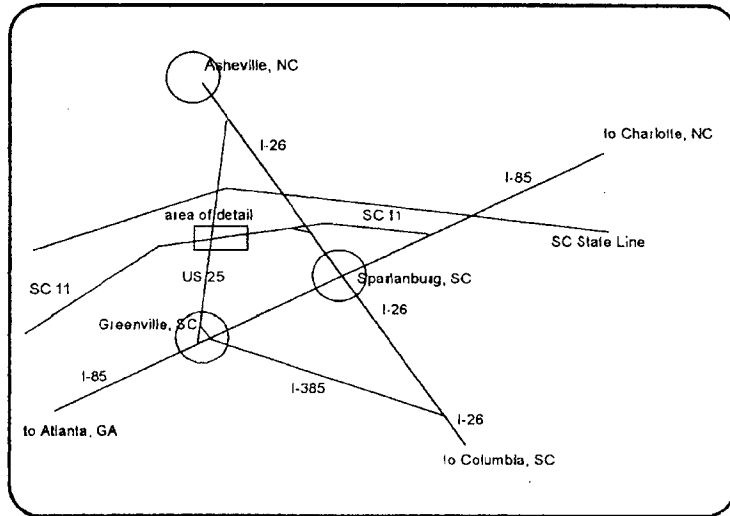 Asheville, NC
to Charlotte, NC
I-26
I-85
area of detail
SC 11
SC State Line
US 25
Spartanburg, SC
SC 11
I-26
Greenville, SC
I-85
I-385
I-26
to Atlanta, GA
to Columbia, SC